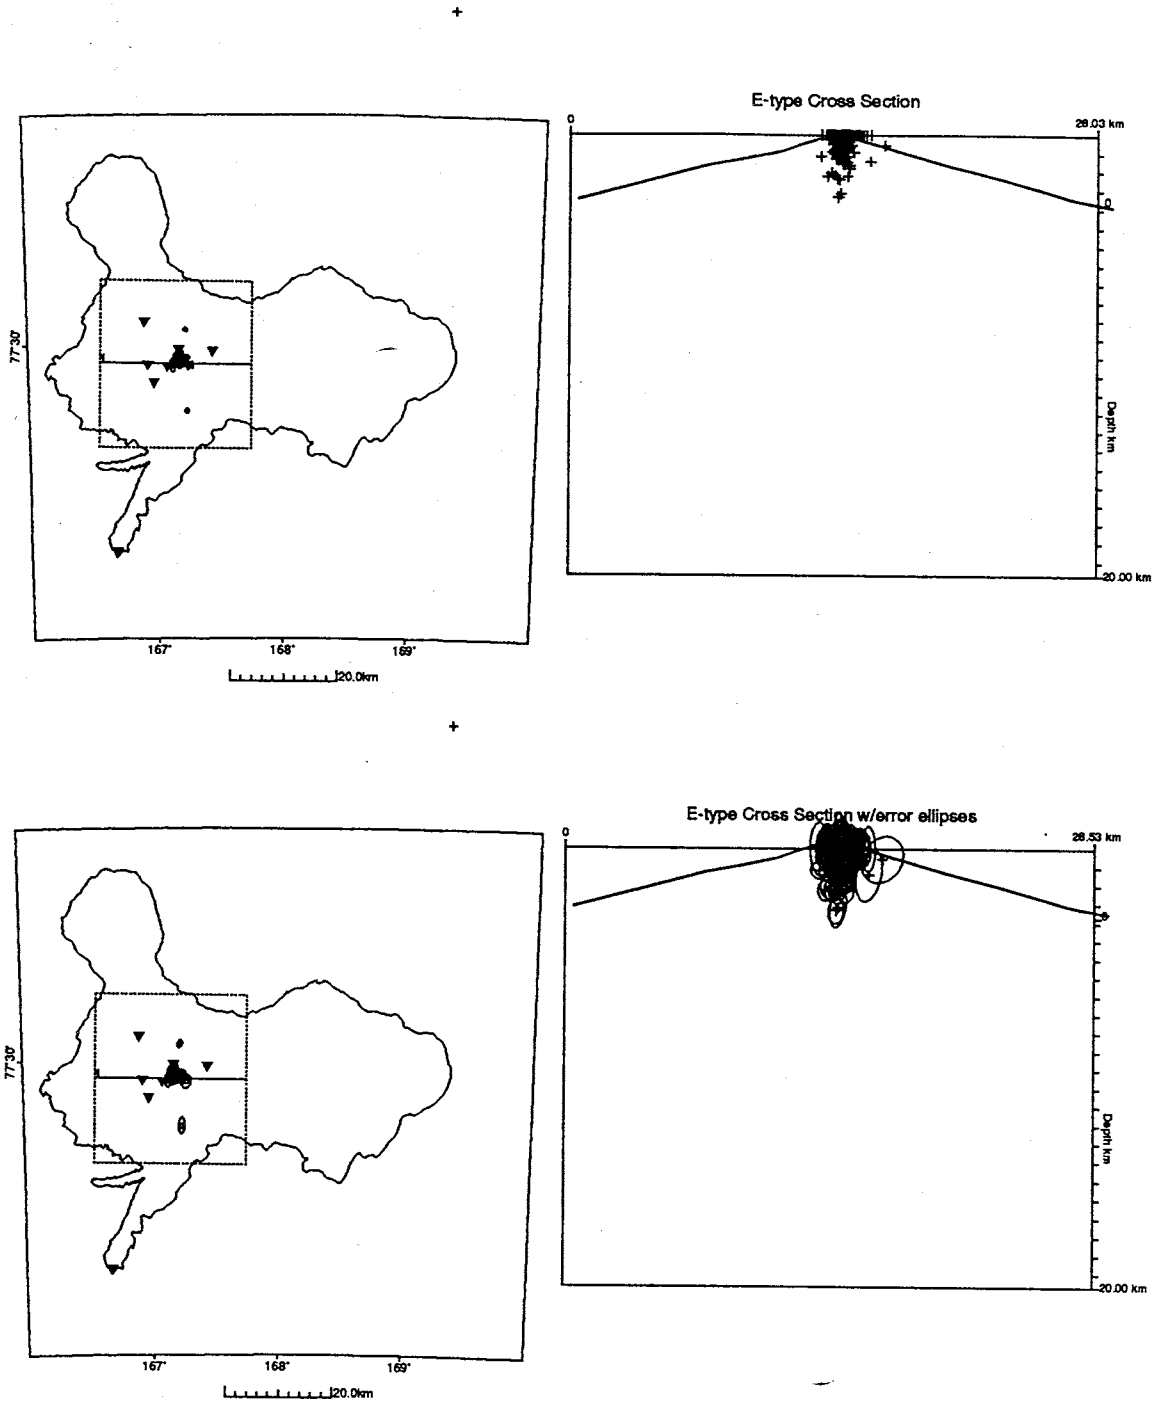 E-type Cross Section
0
28.03 km
0
Depth km
20.00 km
77°30'
167°
168°
169°
20.0km
E-type Cross Section w/error ellipses
0
28.53 km
Depth km
20.00 km
77°30'
167°
168°
169°
20.0km